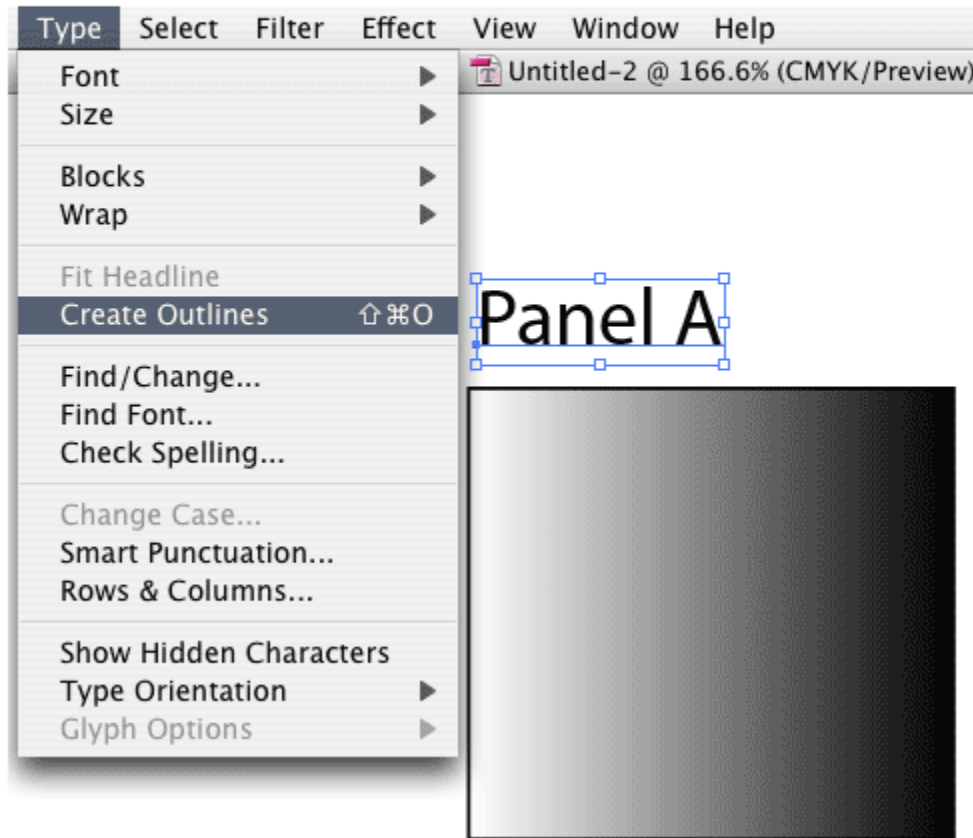 Type Select Filter Effect View Window Help
Untitled-2 @ 166.6% (CMYK/Preview)
Font
Size
Blocks
Wrap
Fit Headline
Create Outlines ⇧⌘O
Find/Change...
Find Font...
Check Spelling...
Change Case...
Smart Punctuation...
Rows & Columns...
Show Hidden Characters
Type Orientation
Glyph Options
Panel A